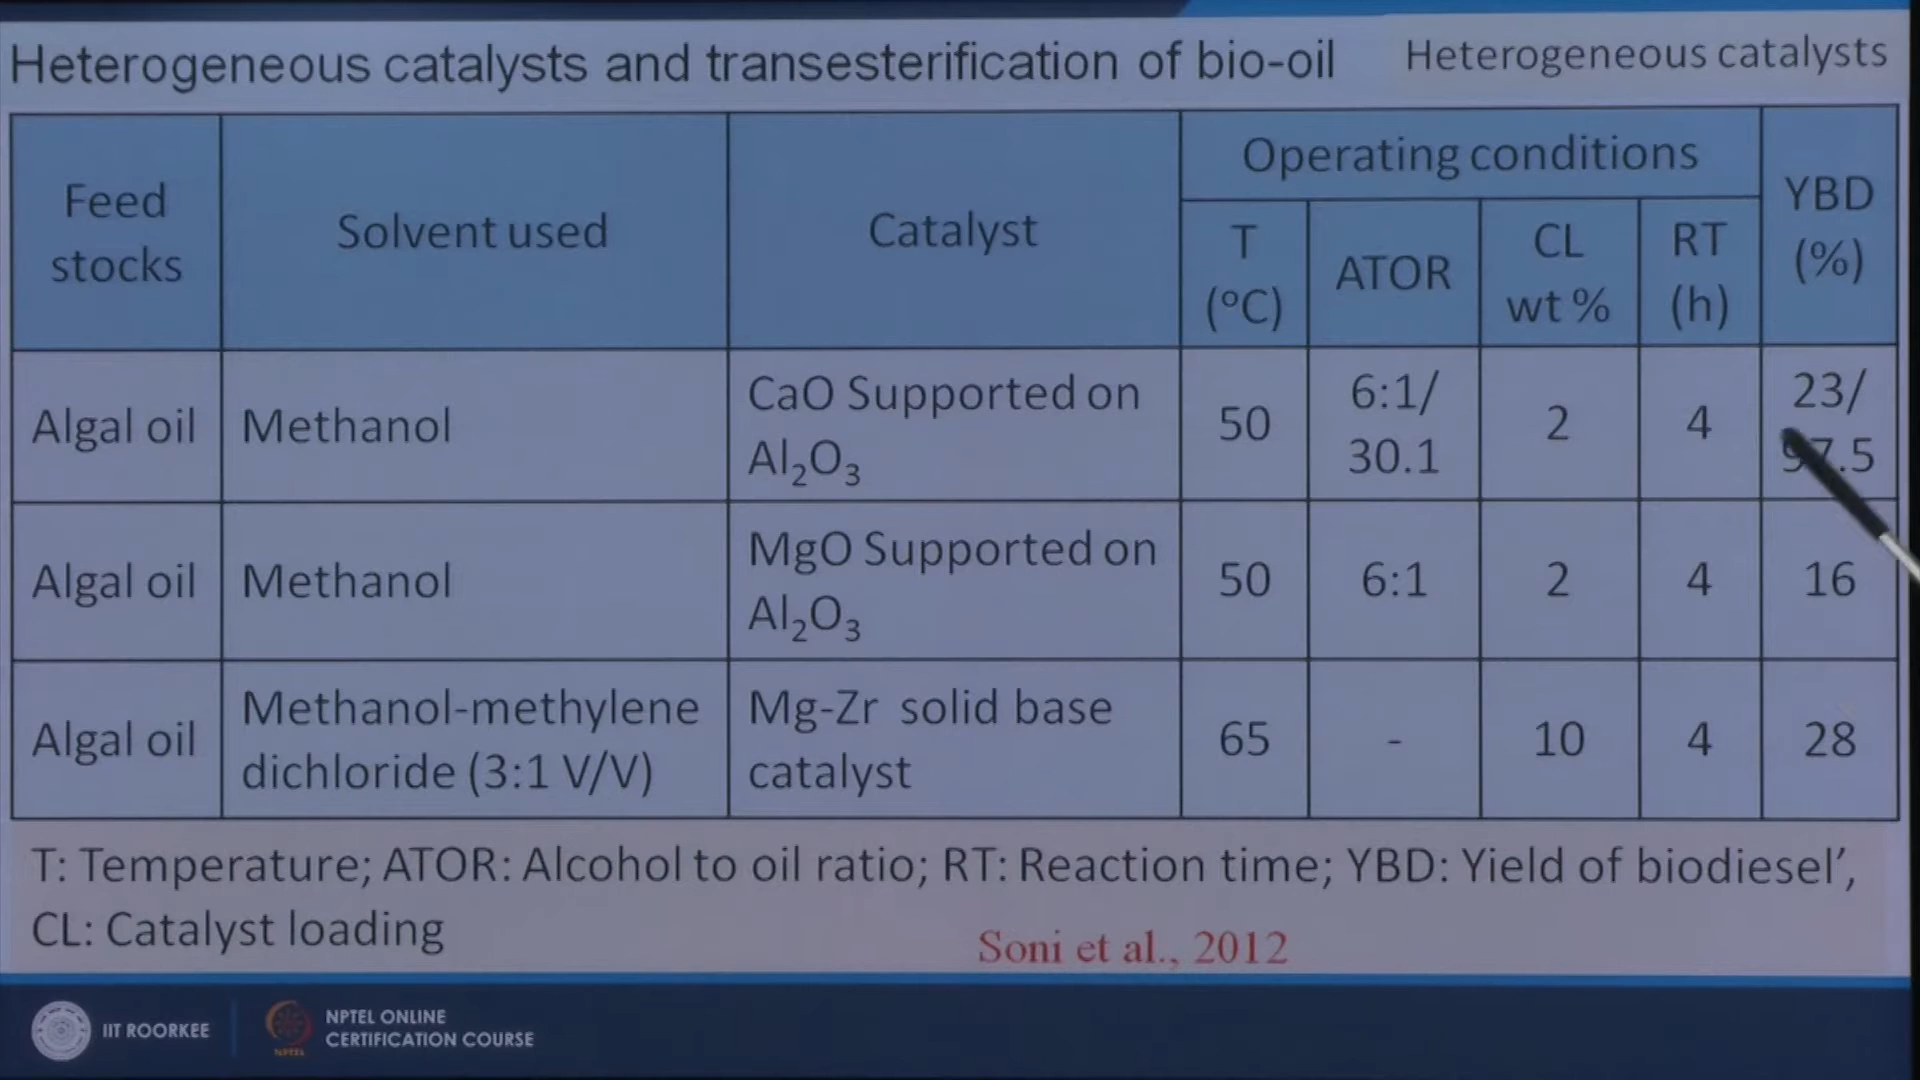 Heterogeneous catalysts and transesterification of bio-oil
Heterogeneous catalysts
Feed
stocks
Solvent used
Catalyst
Operating conditions
T
(°C)
ATOR
CL
wt %
RT
(h)
YBD
(%)
Algal oil
Methanol
CaO Supported on
Al₂O₃
50
6:1/
30.1
2
4
23/
97.5
Algal oil
Methanol
MgO Supported on
Al₂O₃
50
6:1
2
4
16
Algal oil
Methanol-methylene
dichloride (3:1 V/V)
Mg-Zr solid base
catalyst
65
-
10
4
28
T: Temperature; ATOR: Alcohol to oil ratio; RT: Reaction time; YBD: Yield of biodiesel’,
CL: Catalyst loading
Soni et al., 2012
IIT ROORKEE
NPTEL
NPTEL ONLINE
CERTIFICATION COURSE